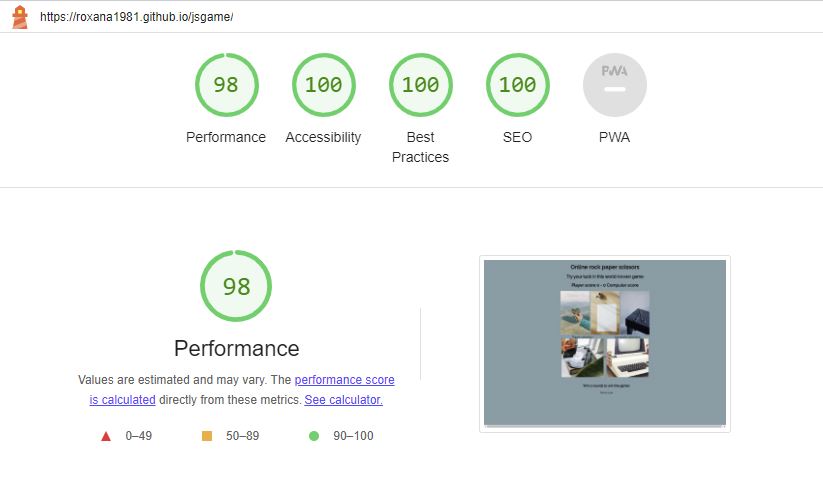 https://roxana1981.github.io/jsgame/
98
100
100
100
PWA
Performance
Accessibility
Best
Practices
SEO
PWA
98
Performance
Values are estimated and may vary. The performance score
is calculated directly from these metrics. See calculator.
0–49
50–89
90–100
Online rock paper scissors
Try your luck in this world known game
Player score 0 - 0 Computer score